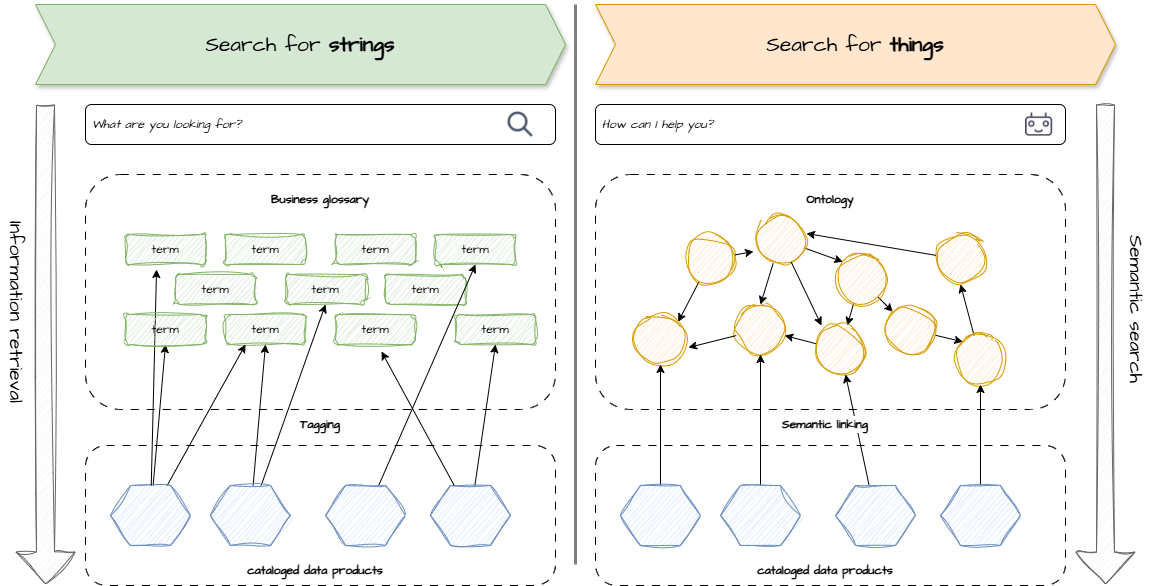 Search for strings
What are you looking for?
Business glossary
term
term
term
term
term
term
term
term
term
term
term
Tagging
cataloged data products
Information retrieval
Search for things
How can I help you?
Ontology
Semantic linking
cataloged data products
Semantic search